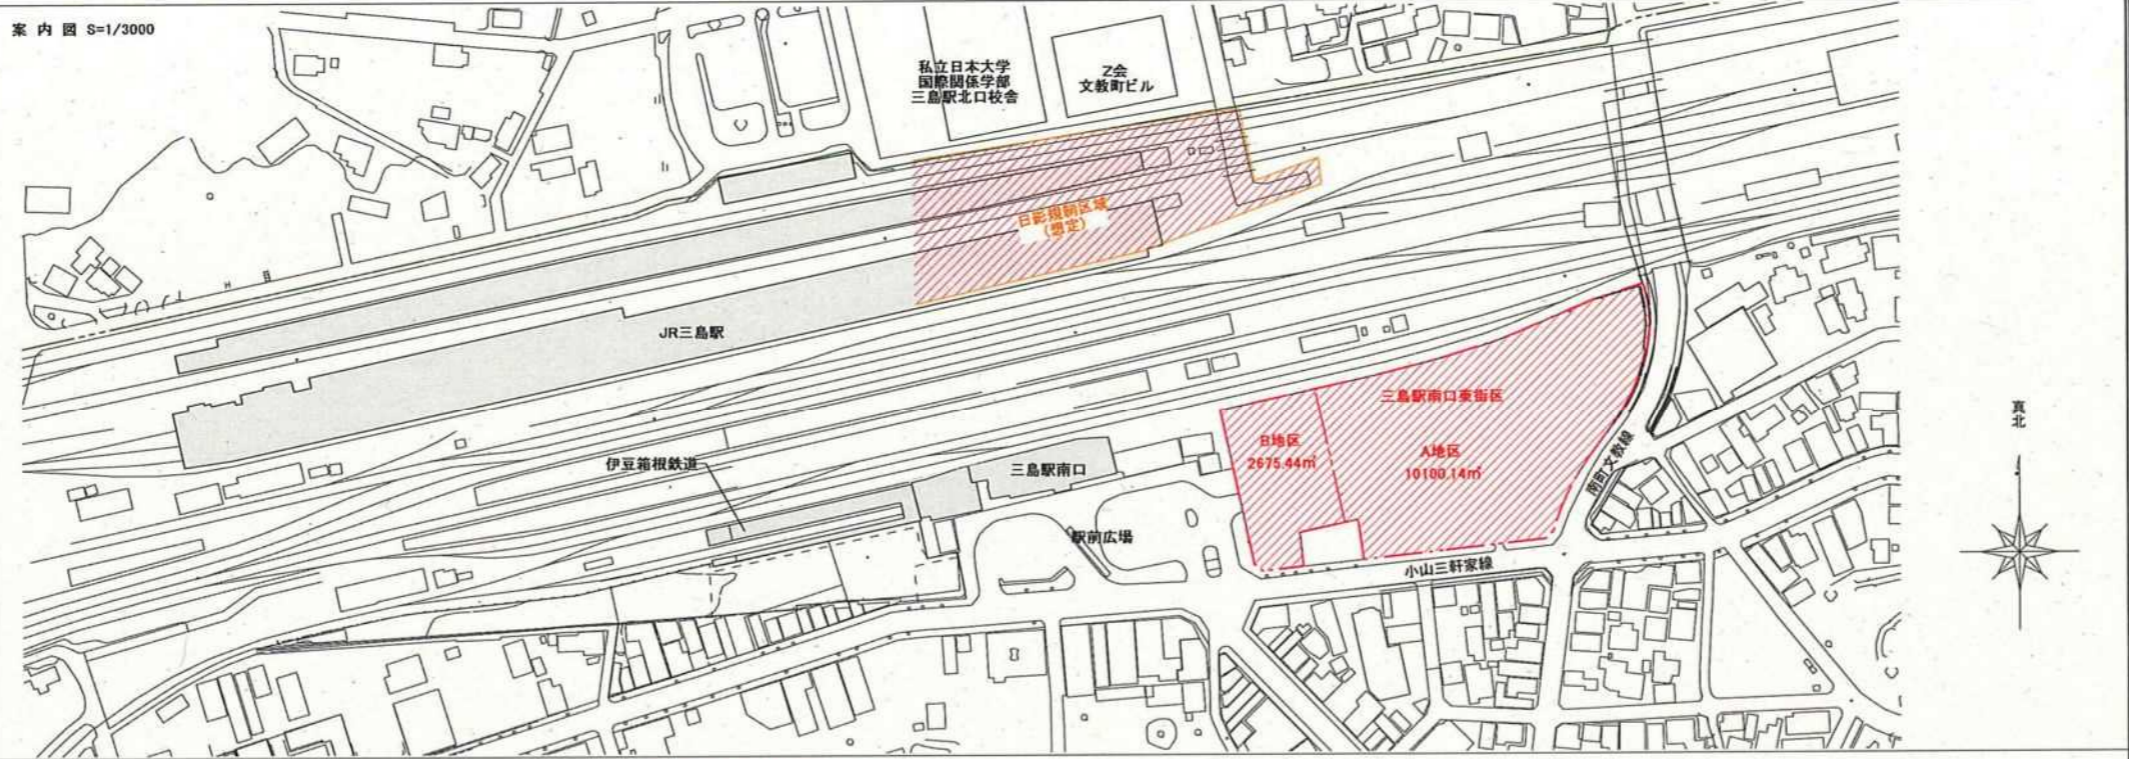 案内図 S=1/3000
私立日本大学
国際関係学部
三島駅北口校舎
Z会
文教町ビル
日影規制区域
(想定)
JR三島駅
三島駅南口東街区
B地区
2675.44㎡
A地区
10100.14㎡
南町文教線
伊豆箱根鉄道
三島駅南口
駅前広場
小山三軒家線
真北